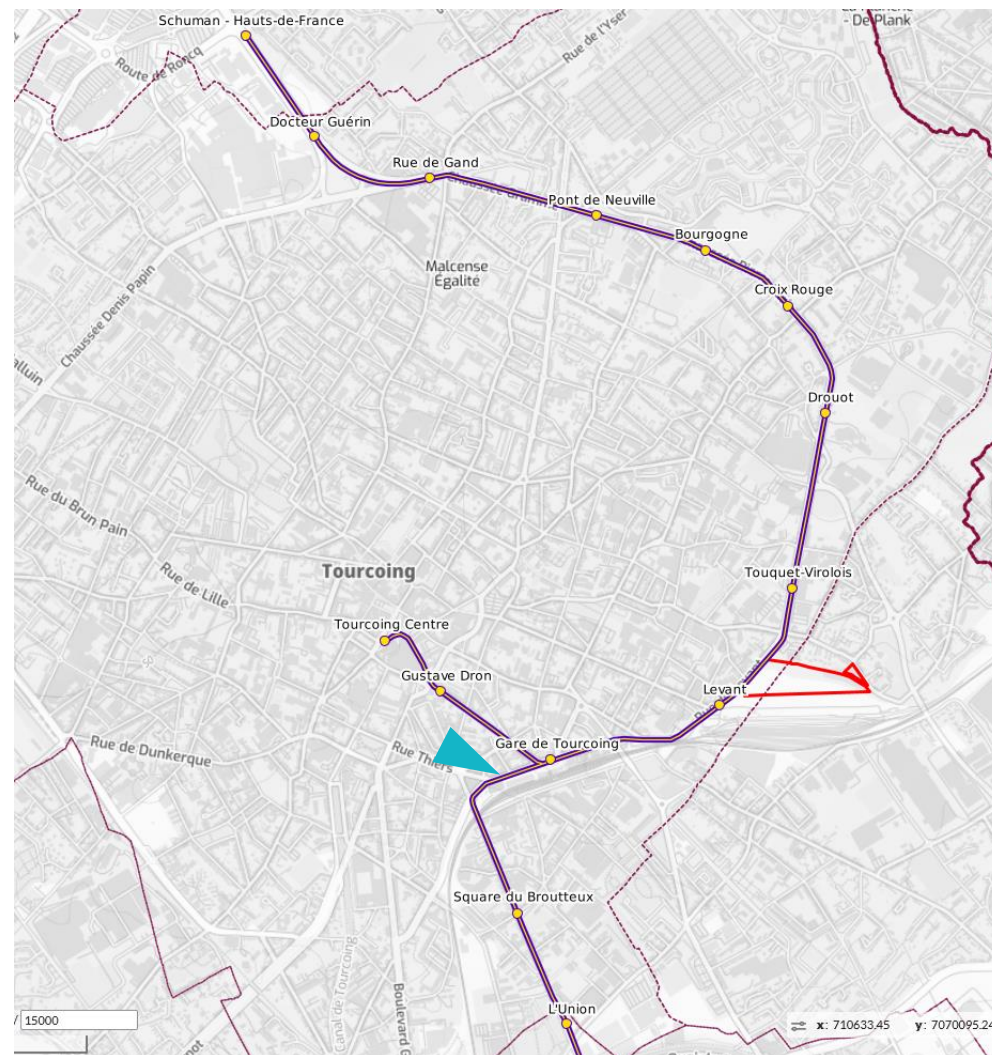 Schuman - Hauts-de-France
- De Plank
Rue de l'Yser
Route de Roncq
Docteur Guérin
Rue de Gand
Pont de Neuville
Bourgogne
Malcense
Égalité
Croix Rouge
Chaussée Denis Papin
Drouot
Rue du Brun Pain
Tourcoing
Touquet-Virolois
Rue de Lille
Tourcoing Centre
Gustave Dron
Levant
Gare de Tourcoing
Rue de Dunkerque
Rue Thiers
Square du Broutteux
Canal de Tourcoing
L'Union
15000
x: 710633.45 y: 7070095.24